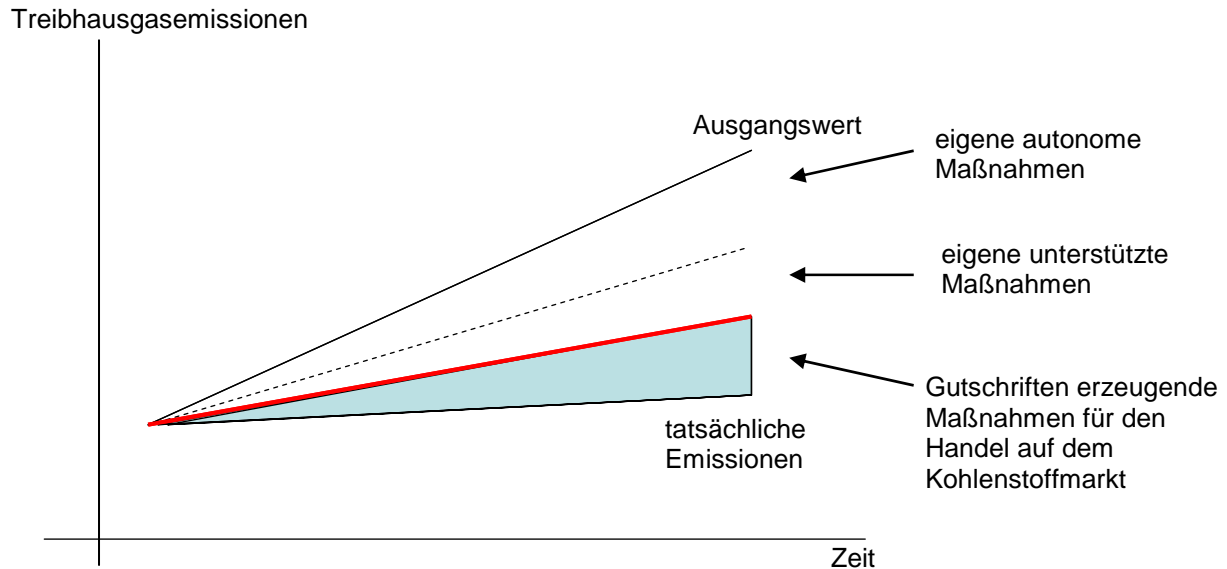 Treibhausgasemissionen
Ausgangswert
eigene autonome
Maßnahmen
eigene unterstützte
Maßnahmen
Gutschriften erzeugende
Maßnahmen für den
Handel auf dem
Kohlenstoffmarkt
tatsächliche
Emissionen
Zeit